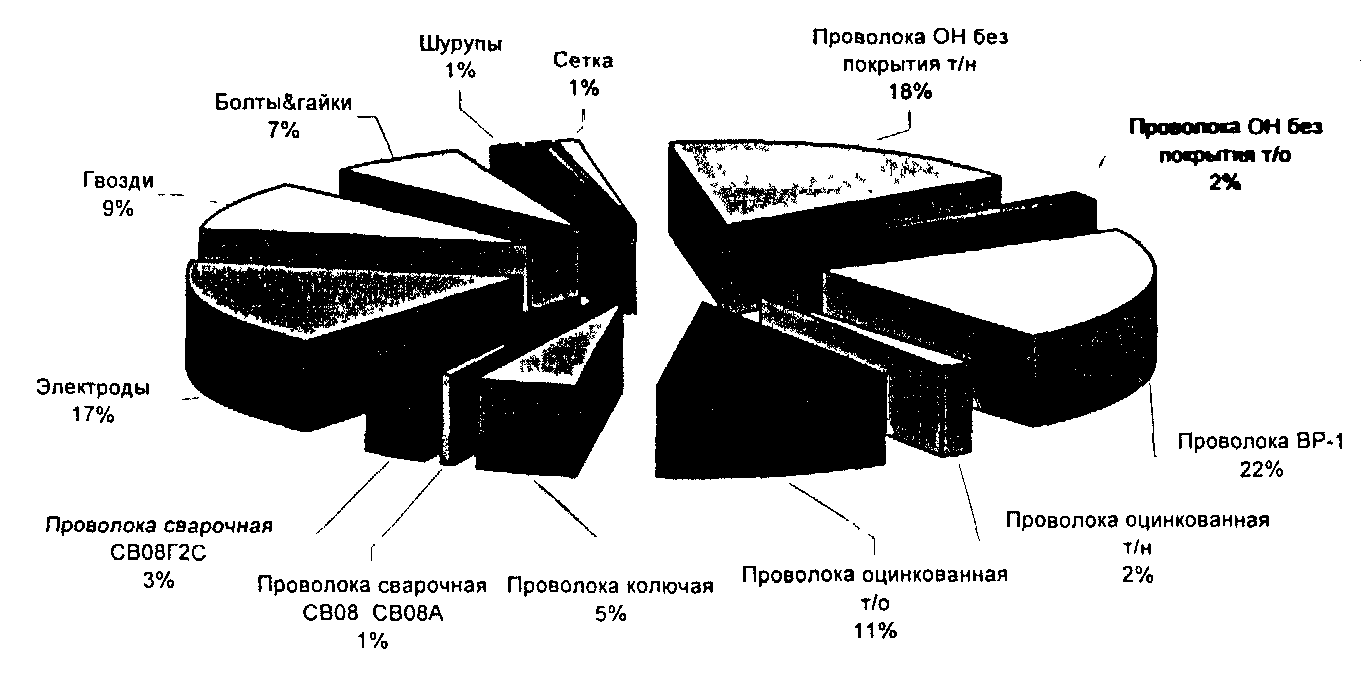 Шурупы
1%
Сетка
1%
Проволока ОН без
покрытия т/н
18%
Болты&гайки
7%
Проволока ОН без
покрытия т/о
2%
Гвозди
9%
Электроды
17%
Проволока ВР-1
22%
Проволока сварочная
СВ08Г2С
3%
Проволока сварочная
СВ08 СВ08А
1%
Проволока колючая
5%
Проволока оцинкованная
т/о
11%
Проволока оцинкованная
т/н
2%